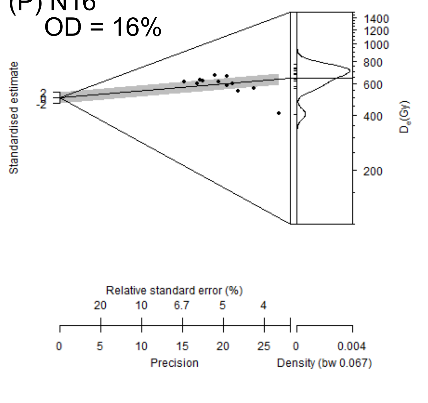 (P) N16
OD = 16%
1400
1200
1000
800
600
400
200
De(Gy)
Standardised estimate
2
0
-2
Relative standard error (%)
20 10 6.7 5 4
0 5 10 15 20 25 0 0.004
Precision Density (bw 0.067)